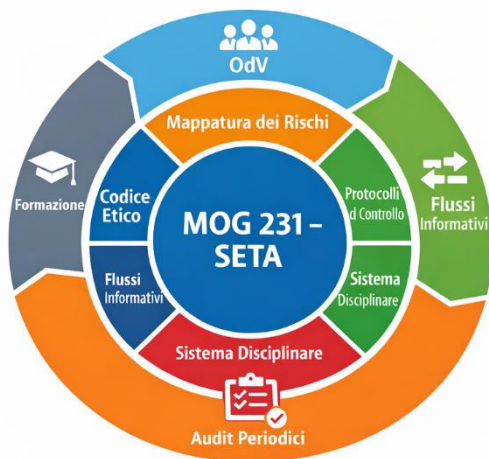 OdV
Mappatura dei Rischi
Formazione
Codice
Etico
Protocolli
d Controllo
Flussi
Informativi
MOG 231 –
SETA
Flussi
Informativi
Sistema
Disciplinare
Sistema Disciplinare
Audit Periodici